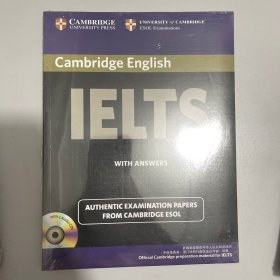 CAMBRIDGE
UNIVERSITY PRESS
UNIVERSITY of CAMBRIDGE
ESOL Examinations
Cambridge English
IELTS
WITH ANSWERS
AUTHENTIC EXAMINATION PAPERS
FROM CAMBRIDGE ESOL
Official Cambridge preparation material for IELTS